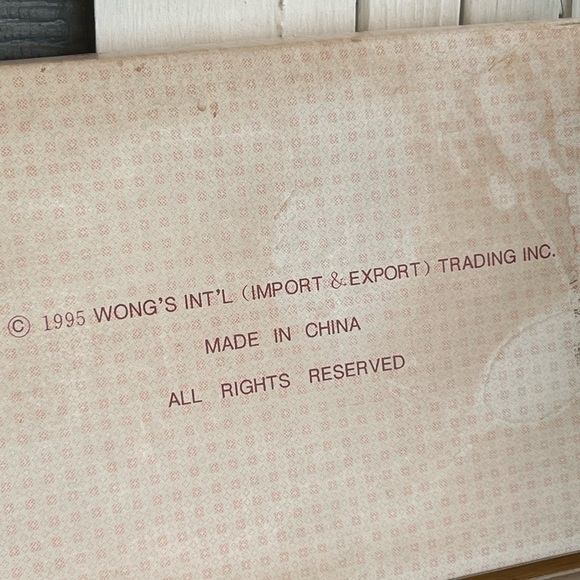 © 1995 WONG'S INT'L (IMPORT & EXPORT) TRADING INC.
MADE IN CHINA
ALL RIGHTS RESERVED